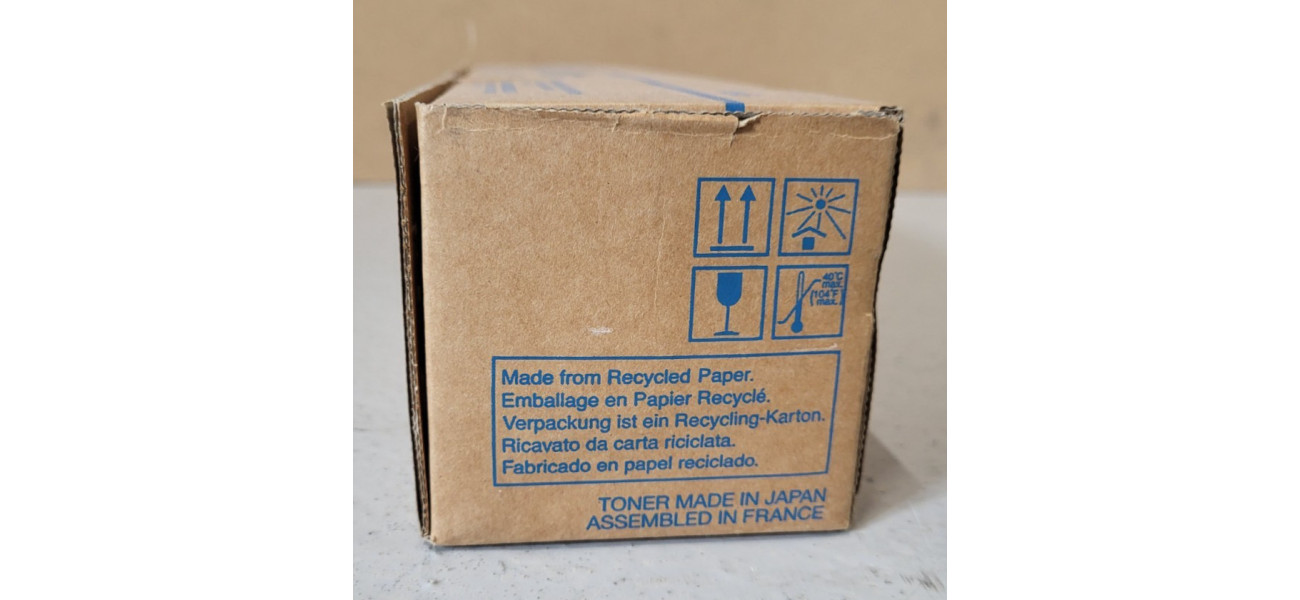 40°C
max.
(104°F
max.)
Made from Recycled Paper.
Emballage en Papier Recyclé.
Verpackung ist ein Recycling-Karton.
Ricavato da carta riciclata.
Fabricado en papel reciclado.
TONER MADE IN JAPAN
ASSEMBLED IN FRANCE